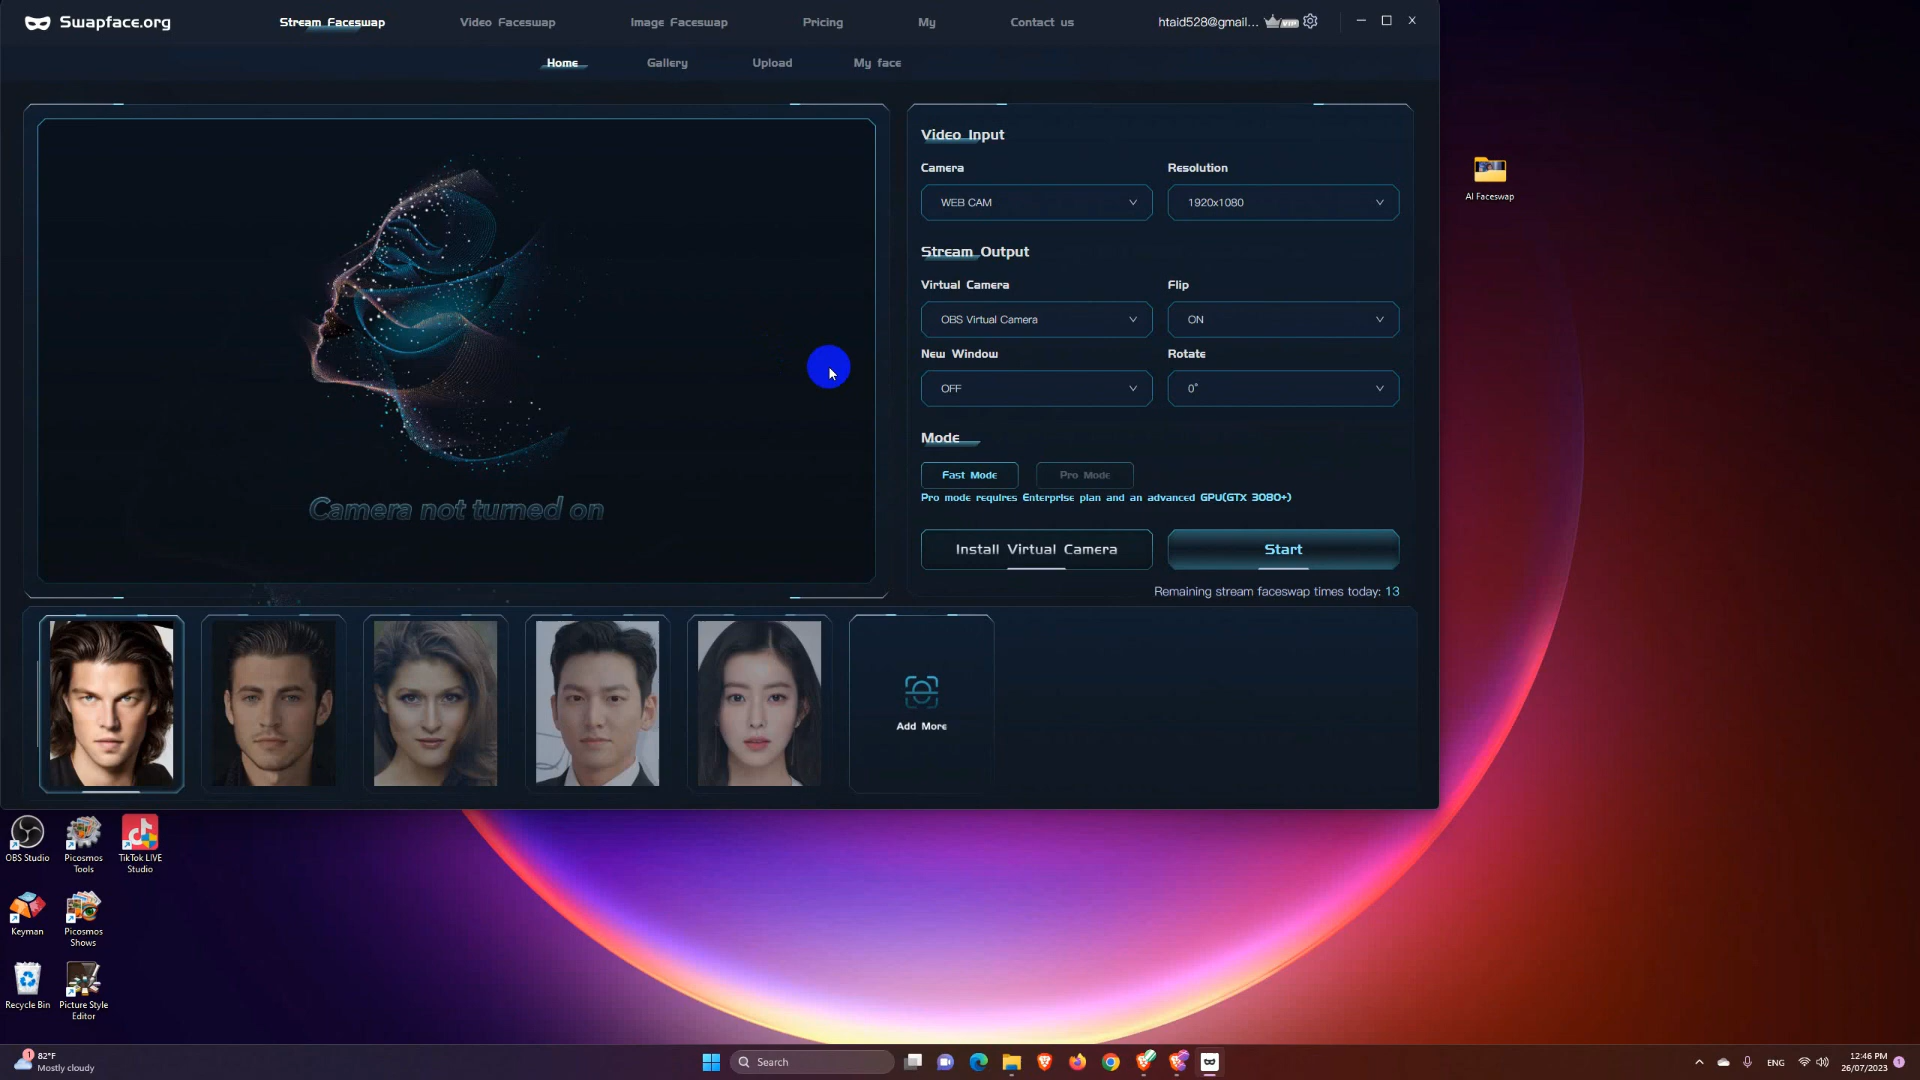 Swapface.org
Stream Faceswap
Video Faceswap
Image Faceswap
Pricing
My
Contact us
htaid528@gmail...
VIP
Home
Gallery
Upload
My face
Camera not turned on
Video Input
Camera
Resolution
WEB CAM
1920x1080
Stream Output
Virtual Camera
Flip
OBS Virtual Camera
ON
New Window
Rotate
OFF
0°
Mode
Fast Mode
Pro Mode
Pro mode requires Enterprise plan and an advanced GPU(GTX 3080+)
Install Virtual Camera
Start
Remaining stream faceswap times today: 13
Add More
AI Faceswap
OBS Studio
Picosmos
Tools
TikTok LIVE
Studio
Keyman
Picosmos
Shows
Recycle Bin
Picture Style
Editor
1
82°F
Mostly cloudy
Search
ENG
12:46 PM
26/07/2023
1